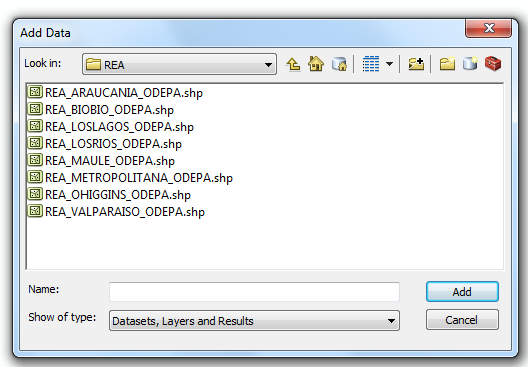 Add Data
Look in: REA
REA_ARAUCANIA_ODEPA.shp
REA_BIOBIO_ODEPA.shp
REA_LOSLAGOS_ODEPA.shp
REA_LOSRIOS_ODEPA.shp
REA_MAULE_ODEPA.shp
REA_METROPOLITANA_ODEPA.shp
REA_OHIGGINS_ODEPA.shp
REA_VALPARAISO_ODEPA.shp
Name: Add
Show of type: Datasets, Layers and Results Cancel